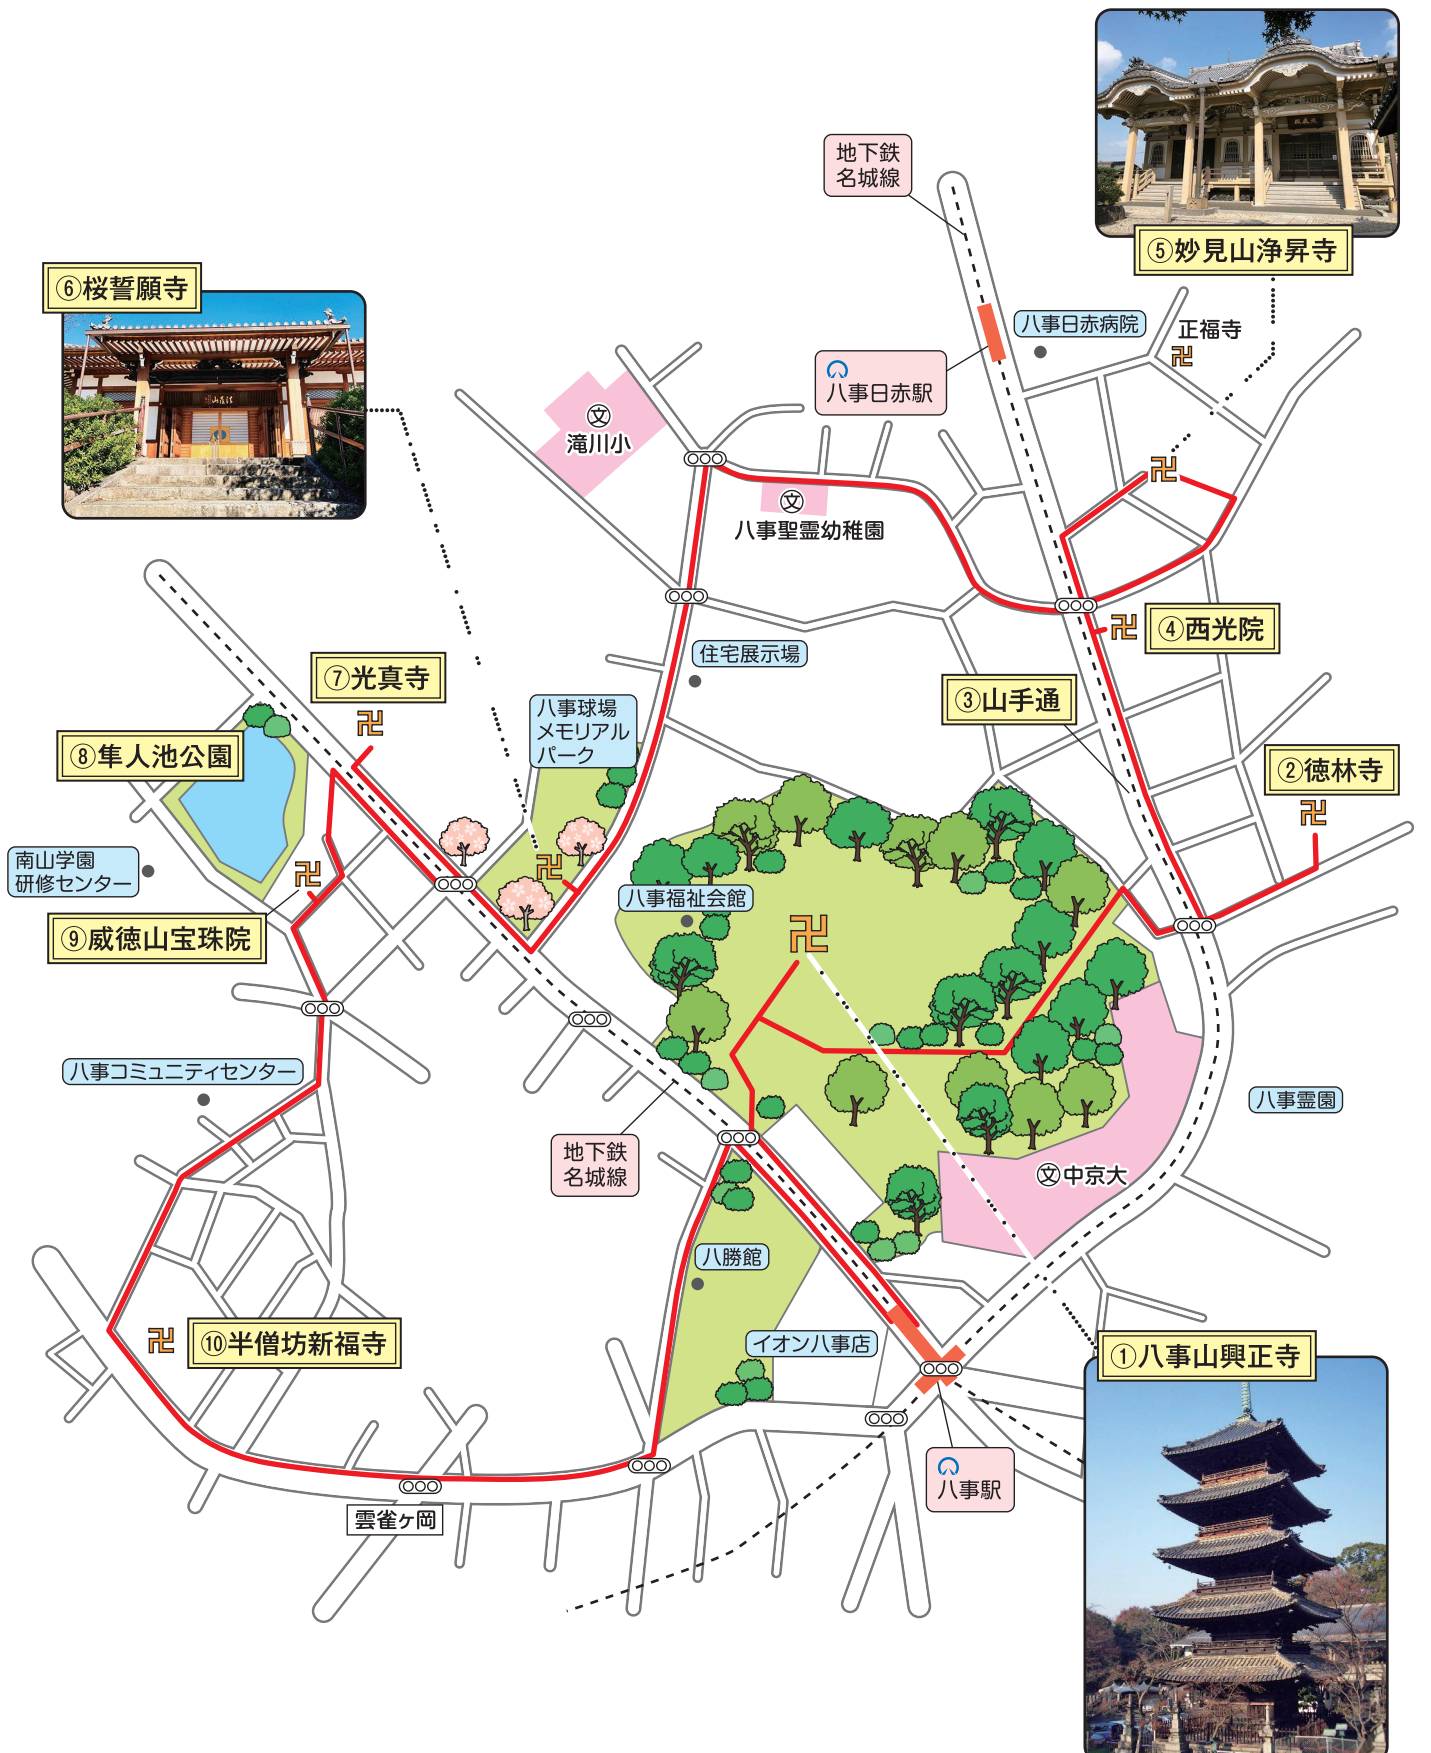 ⑤妙見山浄昇寺
地下鉄
名城線
⑥桜誓願寺
八事日赤病院
正福寺
八事日赤駅
文
滝川小
文
八事聖霊幼稚園
④西光院
住宅展示場
⑦光真寺
③山手通
八事球場
メモリアル
パーク
⑧隼人池公園
②徳林寺
南山学園
研修センター
八事福祉会館
⑨威徳山宝珠院
八事コミュニティセンター
八事霊園
地下鉄
名城線
文中京大
八勝館
⑩半僧坊新福寺
イオン八事店
①八事山興正寺
八事駅
雲雀ヶ岡